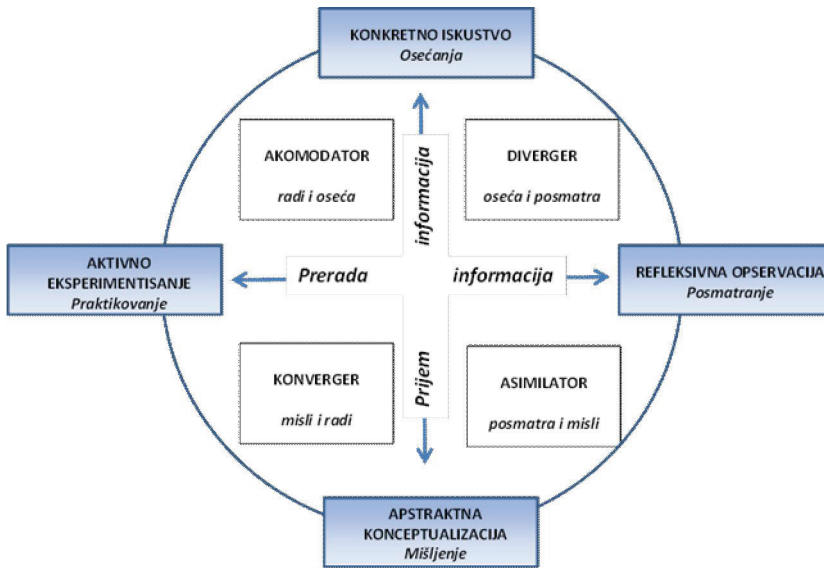 KONKRETNO ISKUSTVO
Osećanja
AKOMODATOR
radi i oseća
informacija
DIVERGER
oseća i posmatra
AKTIVNO
EKSPERIMENTISANJE
Praktikovanje
Prerada
informacija
REFLEKSIVNA OPSERVACIJA
Posmatranje
KONVERGER
misli i radi
Prijem
ASIMILATOR
posmatra i misli
APSTRAKTNA
KONCEPTUALIZACIJA
Mišljenje